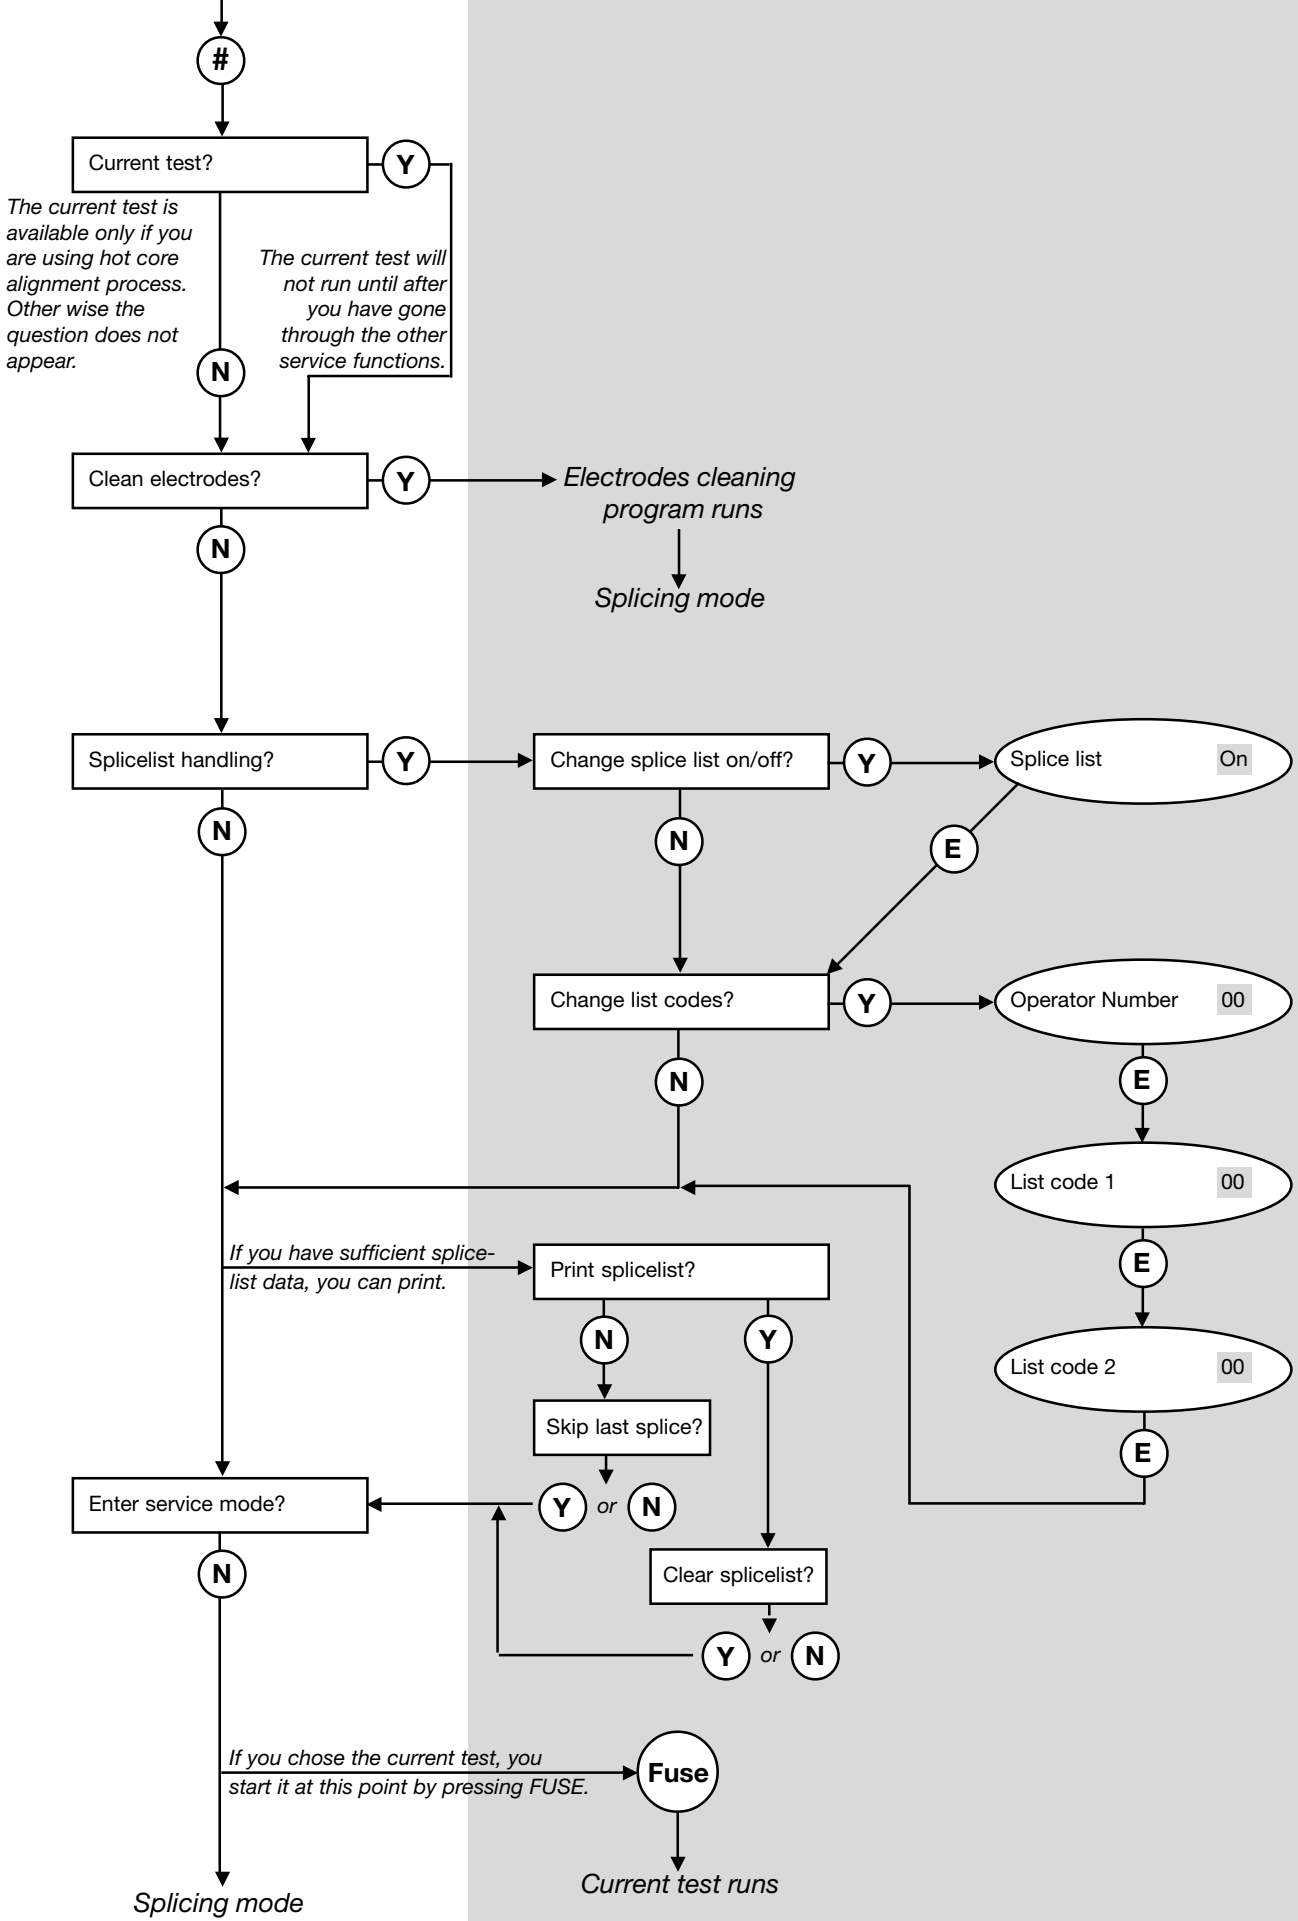 #
Current test?
Y
The current test is
available only if you
are using hot core
alignment process.
Other wise the
question does not
appear.
The current test will
not run until after
you have gone
through the other
service functions.
N
Clean electrodes?
Y
Electrodes cleaning
program runs
N
Splicing mode
Splicelist handling?
Y
Change splice list on/off?
Y
Splice list On
N
N
E
Change list codes?
Y
Operator Number 00
N
E
List code 1 00
If you have sufficient splice-
list data, you can print.
Print splicelist?
E
N
Y
List code 2 00
Skip last splice?
E
Enter service mode?
Y or N
N
Clear splicelist?
Y or N
If you chose the current test, you
start it at this point by pressing FUSE.
Fuse
Current test runs
Splicing mode